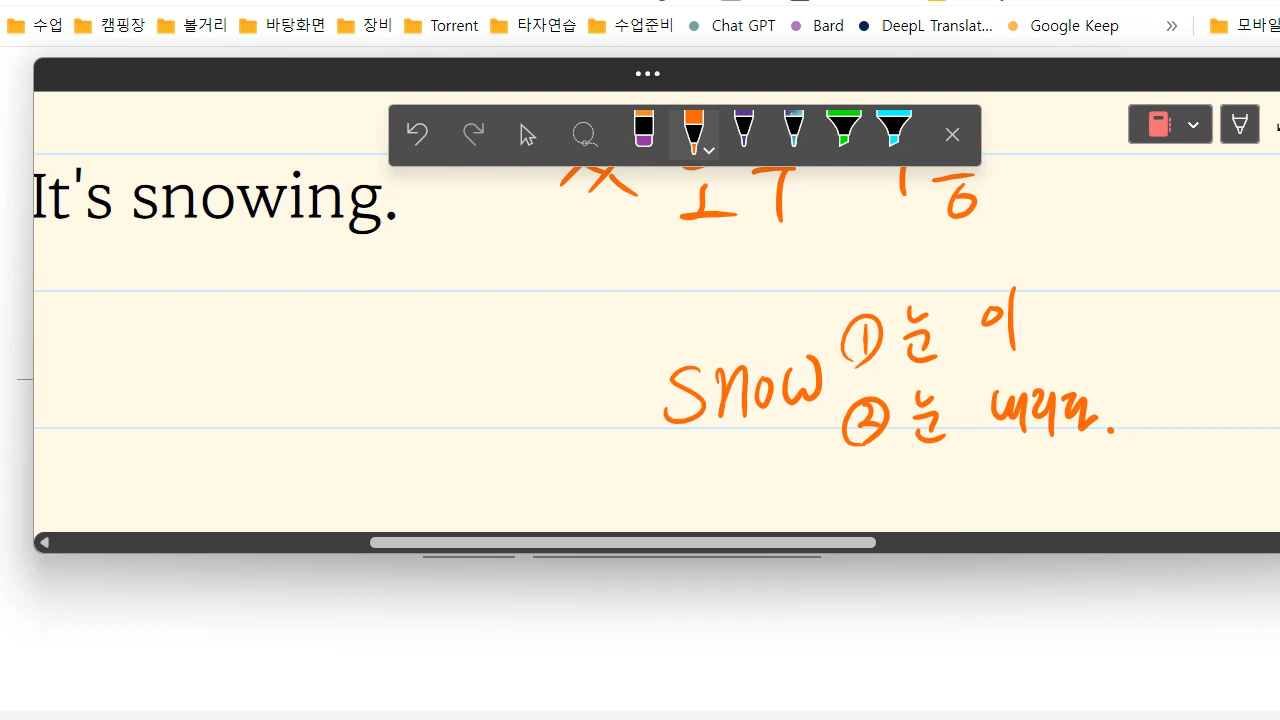 수업 캠핑장 볼거리 바탕화면 장비 Torrent 타자연습 수업준비 Chat GPT Bard DeepL Translat... Google Keep » 모바일
It's snowing.
① 눈 이
snow
② 눈 내리다.